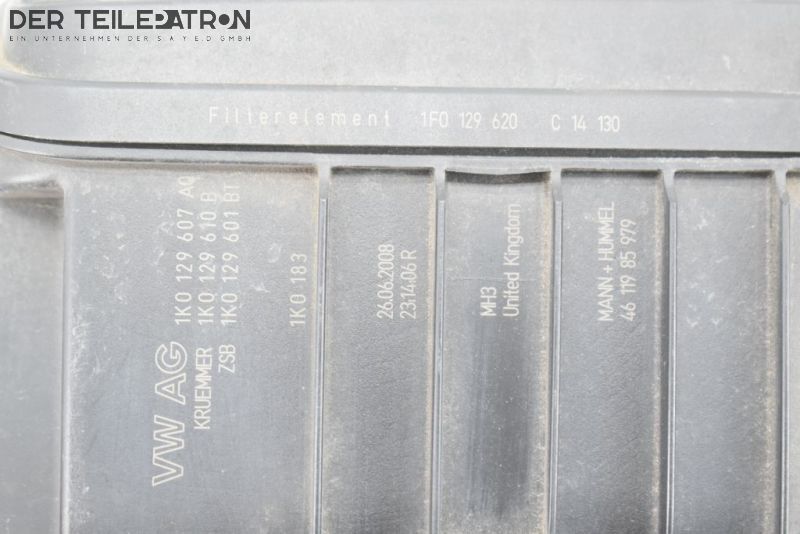 DER TEILEPATRON
EIN UNTERNEHMEN DER S.A.Y.E.D GMBH
Filterelement 1F0 129 620 C 14 130
VW AG 1K0 129 607 AQ
KRUEMMER 1K0 129 610 B
ZSB 1K0 129 601 BT
1K0 183
26.06.2008
23:14:06 R
MH3
United Kingdom
MANN + HUMMEL
46 119 85 979